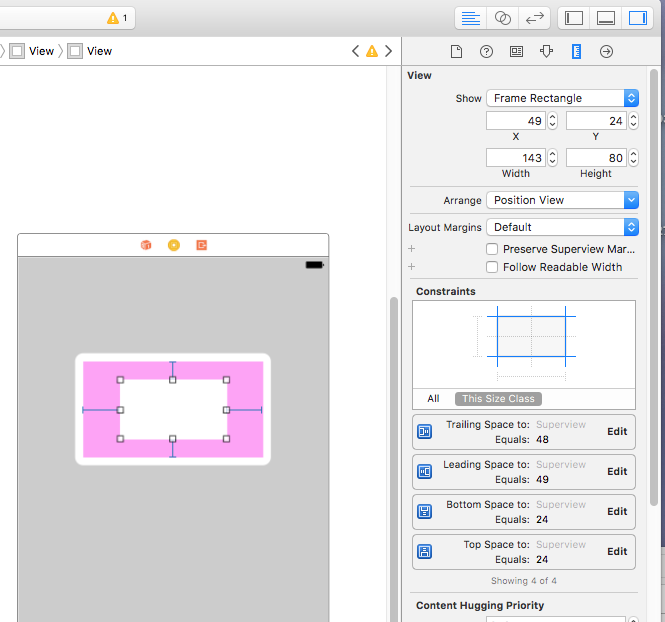 1
View
View
View
Show
Frame Rectangle
49
24
X
Y
143
80
Width
Height
Arrange
Position View
Layout Margins
Default
+
Preserve Superview Mar...
+
Follow Readable Width
Constraints
All
This Size Class
Trailing Space to: Superview
Equals: 48
Edit
Leading Space to: Superview
Equals: 49
Edit
Bottom Space to: Superview
Equals: 24
Edit
Top Space to: Superview
Equals: 24
Edit
Showing 4 of 4
Content Hugging Priority